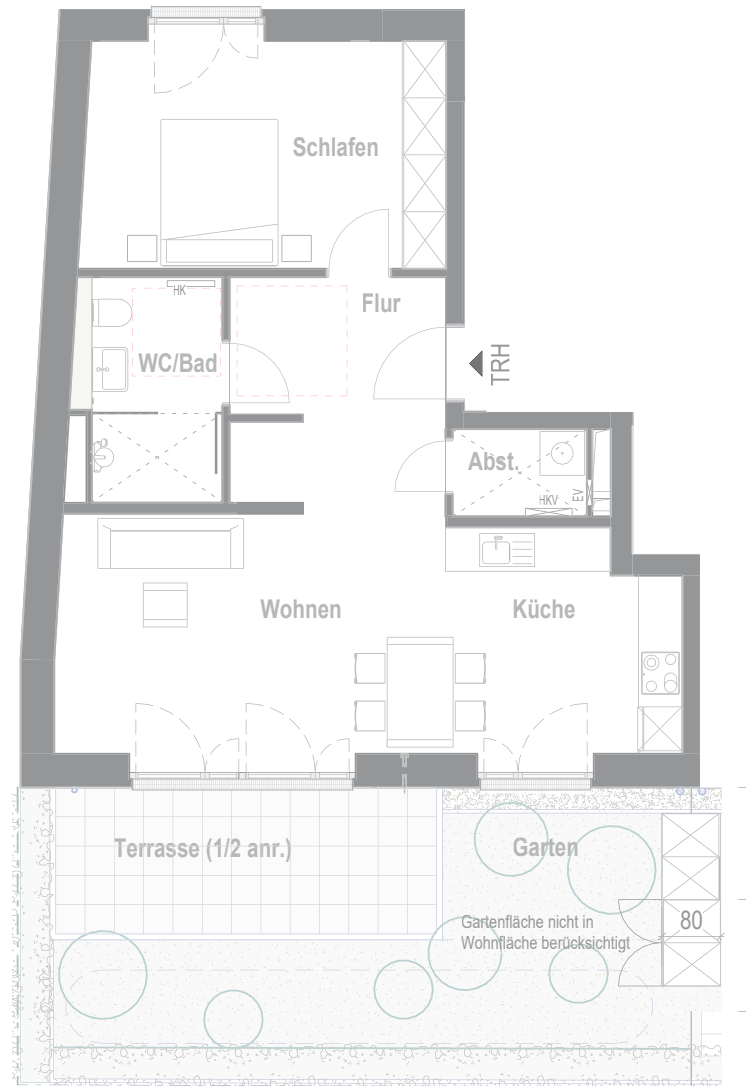 Schlafen
HK
Flur
WC/Bad
TRH
Abst.
HKV
EV
Wohnen
Küche
Terrasse (1/2 anr.)
Garten
Gartenfläche nicht in
Wohnfläche berücksichtigt
80